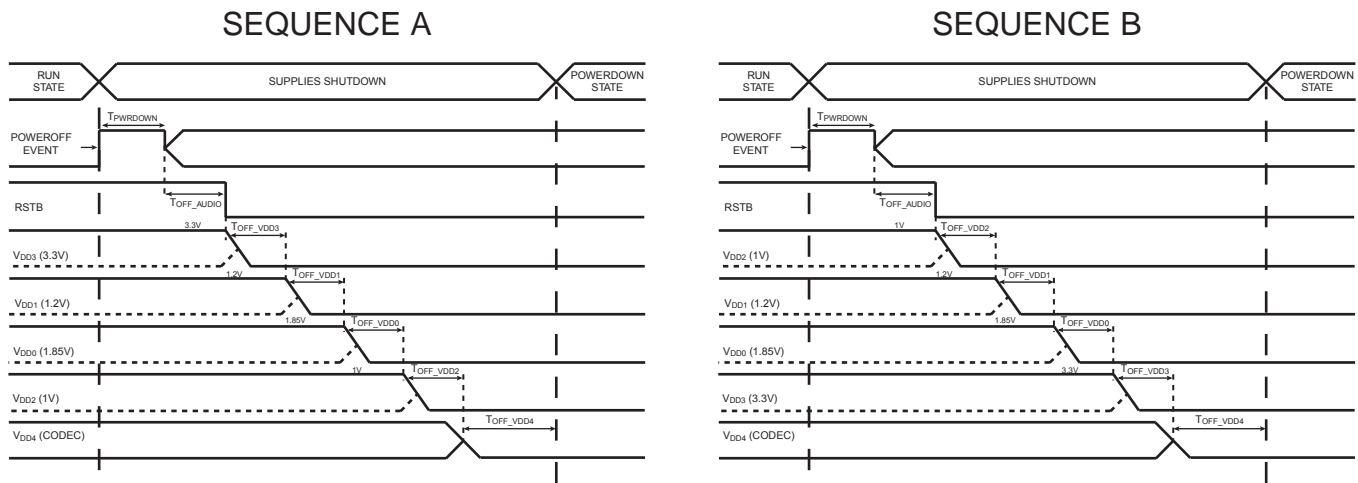 SEQUENCE A
RUN
STATE
SUPPLIES SHUTDOWN
POWERDOWN
STATE
TPWRDOWN
POWEROFF
EVENT
TOFF_AUDIO
RSTB
3.3V
TOFF_VDD3
VDD3 (3.3V)
1.2V
TOFF_VDD1
VDD1 (1.2V)
1.85V
TOFF_VDD0
VDD0 (1.85V)
1V
TOFF_VDD2
VDD2 (1V)
TOFF_VDD4
VDD4 (CODEC)
SEQUENCE B
RUN
STATE
SUPPLIES SHUTDOWN
POWERDOWN
STATE
TPWRDOWN
POWEROFF
EVENT
TOFF_AUDIO
RSTB
1V
TOFF_VDD2
VDD2 (1V)
1.2V
TOFF_VDD1
VDD1 (1.2V)
1.85V
TOFF_VDD0
VDD0 (1.85V)
3.3V
TOFF_VDD3
VDD3 (3.3V)
TOFF_VDD4
VDD4 (CODEC)